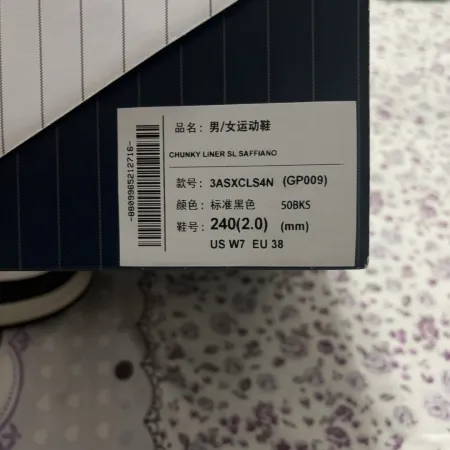 品名：男/女运动鞋
CHUNKY LINER SL SAFFIANO
款号：3ASXCLS4N (GP009)
颜色：标准黑色 50BKS
鞋号：240(2.0) (mm)
US W7 EU 38
-8809965212716-